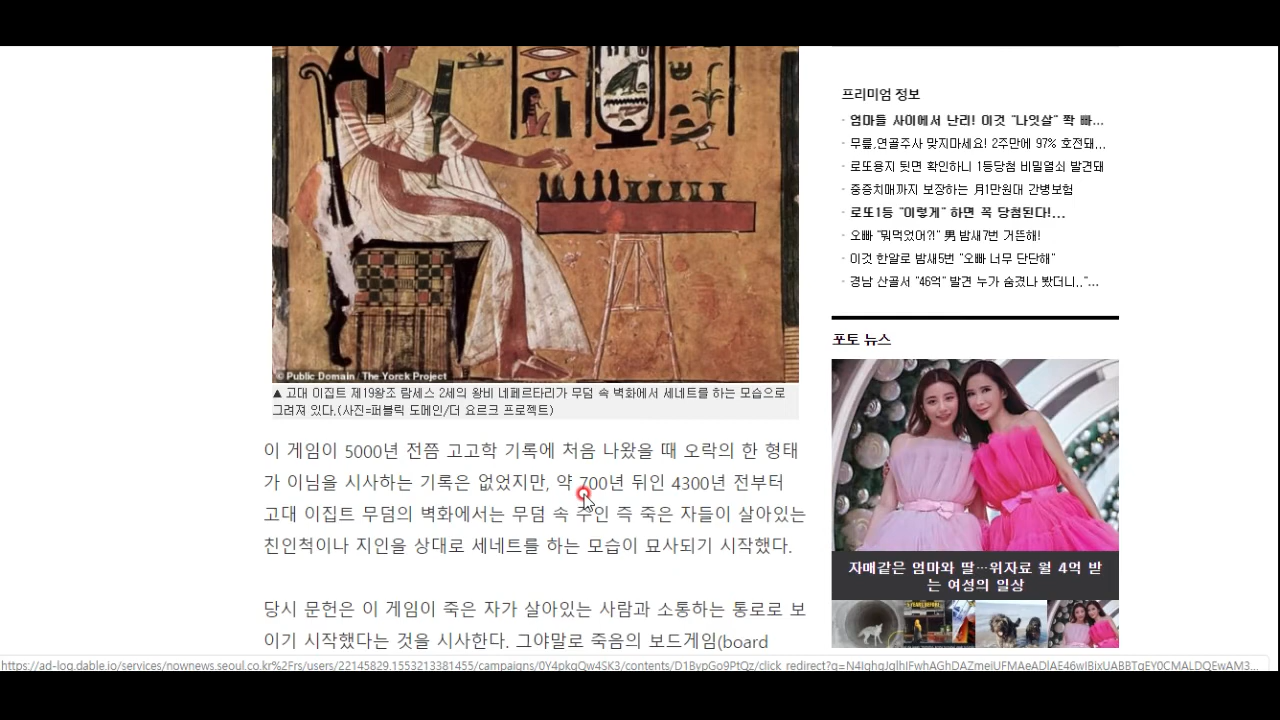 © Public Domain / The Yorck Project
▲ 고대 이집트 제19왕조 람세스 2세의 왕비 네페르타리가 무덤 속 벽화에서 세네트를 하는 모습으로
그려져 있다.(사진=퍼블릭 도메인/더 요르크 프로젝트)
이 게임이 5000년 전쯤 고고학 기록에 처음 나왔을 때 오락의 한 형태
가 이님을 시사하는 기록은 없었지만, 약 700년 뒤인 4300년 전부터
고대 이집트 무덤의 벽화에서는 무덤 속 주인 즉 죽은 자들이 살아있는
친인척이나 지인을 상대로 세네트를 하는 모습이 묘사되기 시작했다.
당시 문헌은 이 게임이 죽은 자가 살아있는 사람과 소통하는 통로로 보
이기 시작했다는 것을 시사한다. 그야말로 죽음의 보드게임(board
프리미엄 정보
엄마들 사이에서 난리! 이것 "나잇살" 쫙 빠...
무릎,연골주사 맞지마세요! 2주만에 97% 호전돼...
로또용지 뒷면 확인하니 1등당첨 비밀열쇠 발견돼
중증치매까지 보장하는 月1만원대 간병보험
로또1등 "이렇게" 하면 꼭 당첨된다!...
오빠 "뭐먹었어?!" 男 밤새7번 거뜬해!
이것 한알로 밤새5번 "오빠 너무 단단해"
경남 산골서 "46억" 발견 누가 숨겼나 봤더니.."...
포토 뉴스
자매같은 엄마와 딸…위자료 월 4억 받
는 여성의 일상